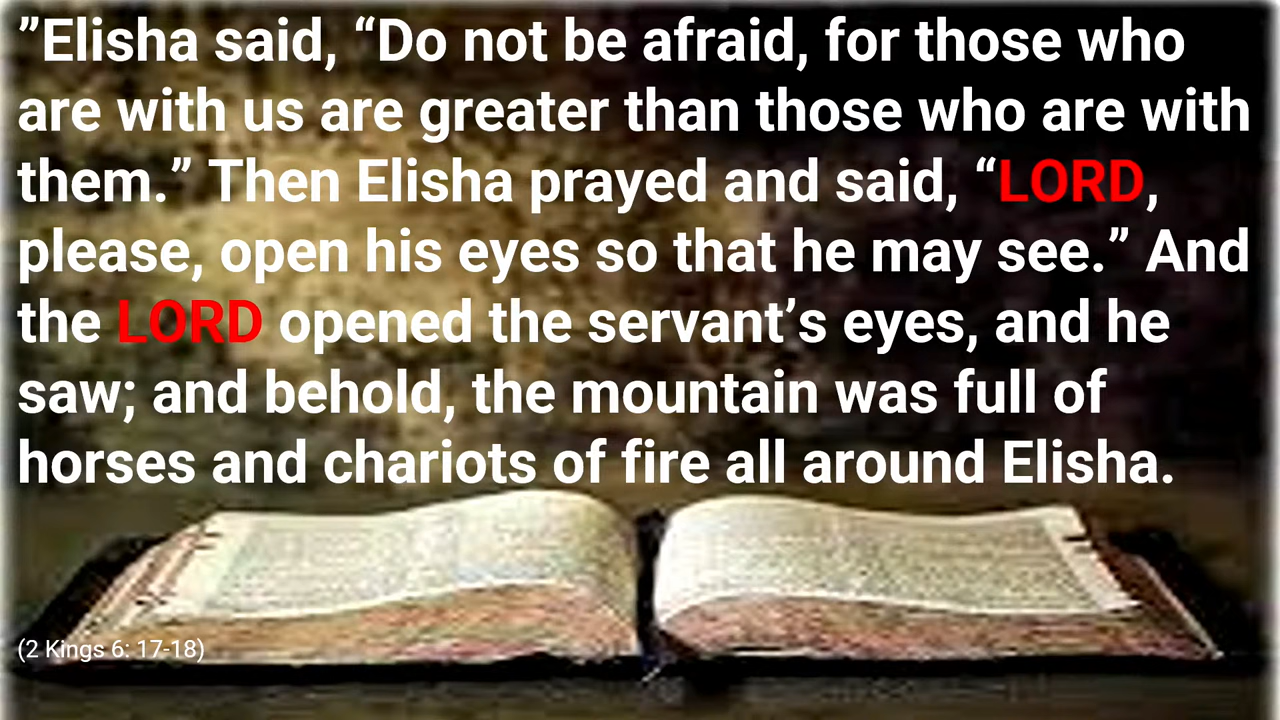 ”Elisha said, “Do not be afraid, for those who
are with us are greater than those who are with
them.” Then Elisha prayed and said, “LORD,
please, open his eyes so that he may see.” And
the LORD opened the servant’s eyes, and he
saw; and behold, the mountain was full of
horses and chariots of fire all around Elisha.
(2 Kings 6: 17-18)